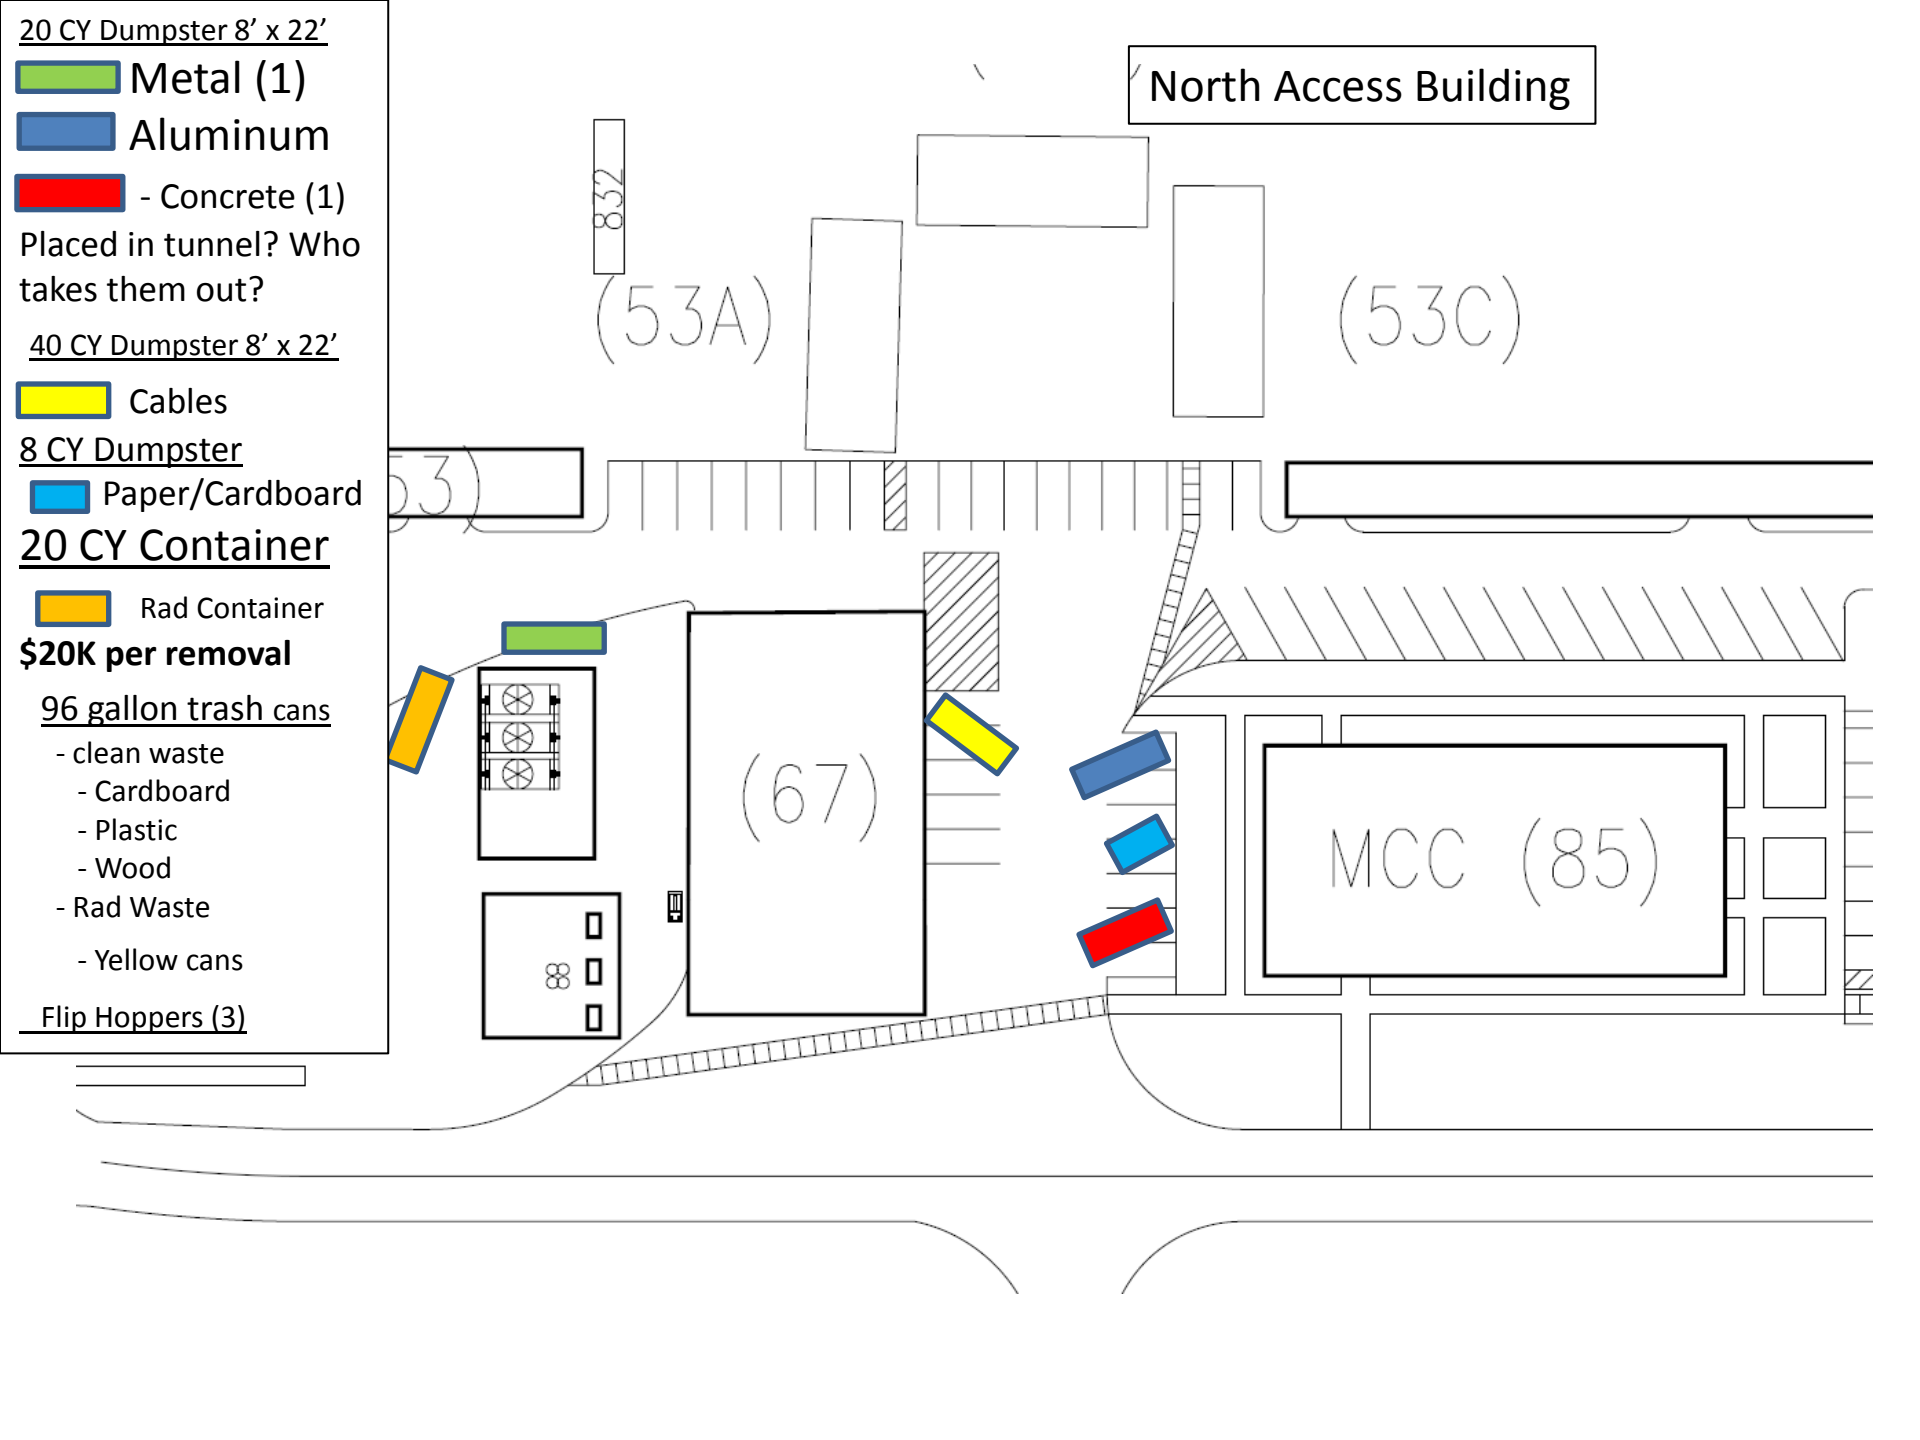 20 CY Dumpster 8’ x 22’
Metal (1)
Aluminum
- Concrete (1)
Placed in tunnel? Who
takes them out?
40 CY Dumpster 8’ x 22’
Cables
8 CY Dumpster
Paper/Cardboard
20 CY Container
Rad Container
$20K per removal
96 gallon trash cans
- clean waste
- Cardboard
- Plastic
- Wood
- Rad Waste
- Yellow cans
Flip Hoppers (3)
North Access Building
832
(53A)
(53C)
53)
(67)
MCC (85)
88